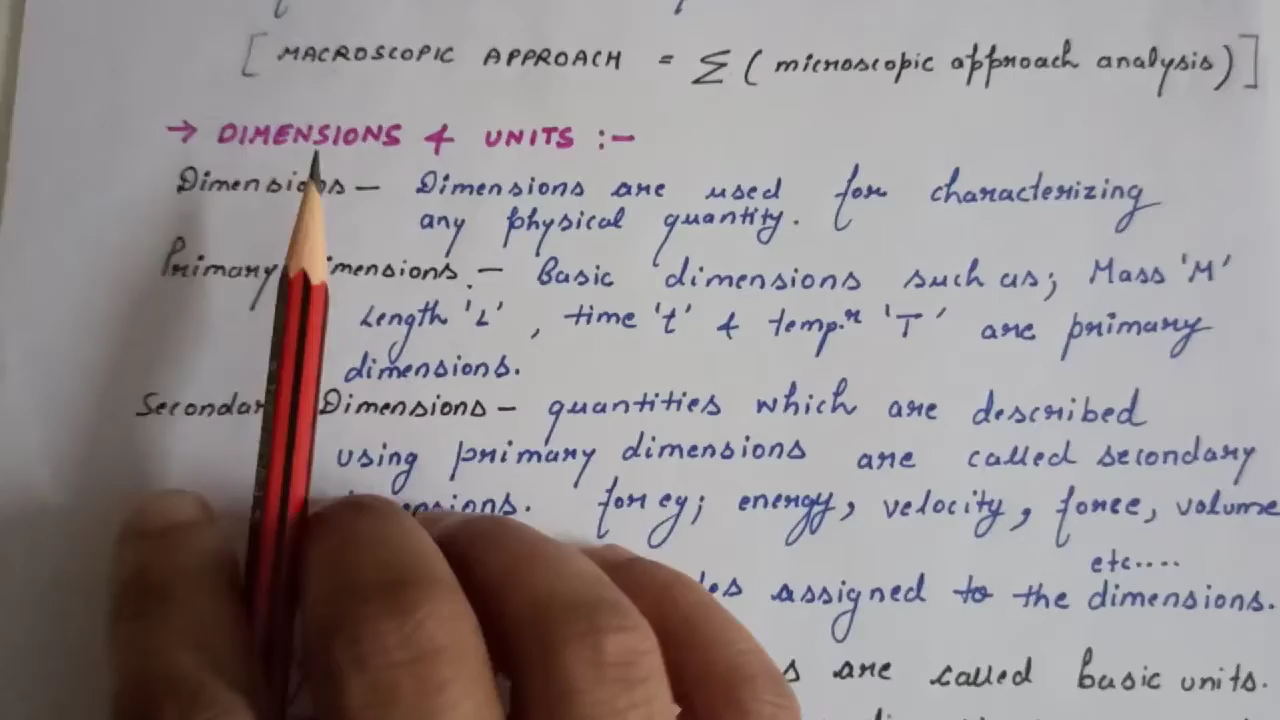 [ MACROSCOPIC APPROACH = Σ ( microscopic approach analysis ) ]
→ DIMENSIONS & UNITS :-
Dimensions — Dimensions are used for characterizing
any physical quantity.
Primary Dimensions. — Basic dimensions such as; Mass 'M'
Length 'L', time 't' & tempr 'T' are primary
dimensions.
Secondary Dimensions - quantities which are described
using primary dimensions are called secondary
dimensions. for eg; energy, velocity, force, volume
etc....
assigned to the dimensions.
are called basic units.